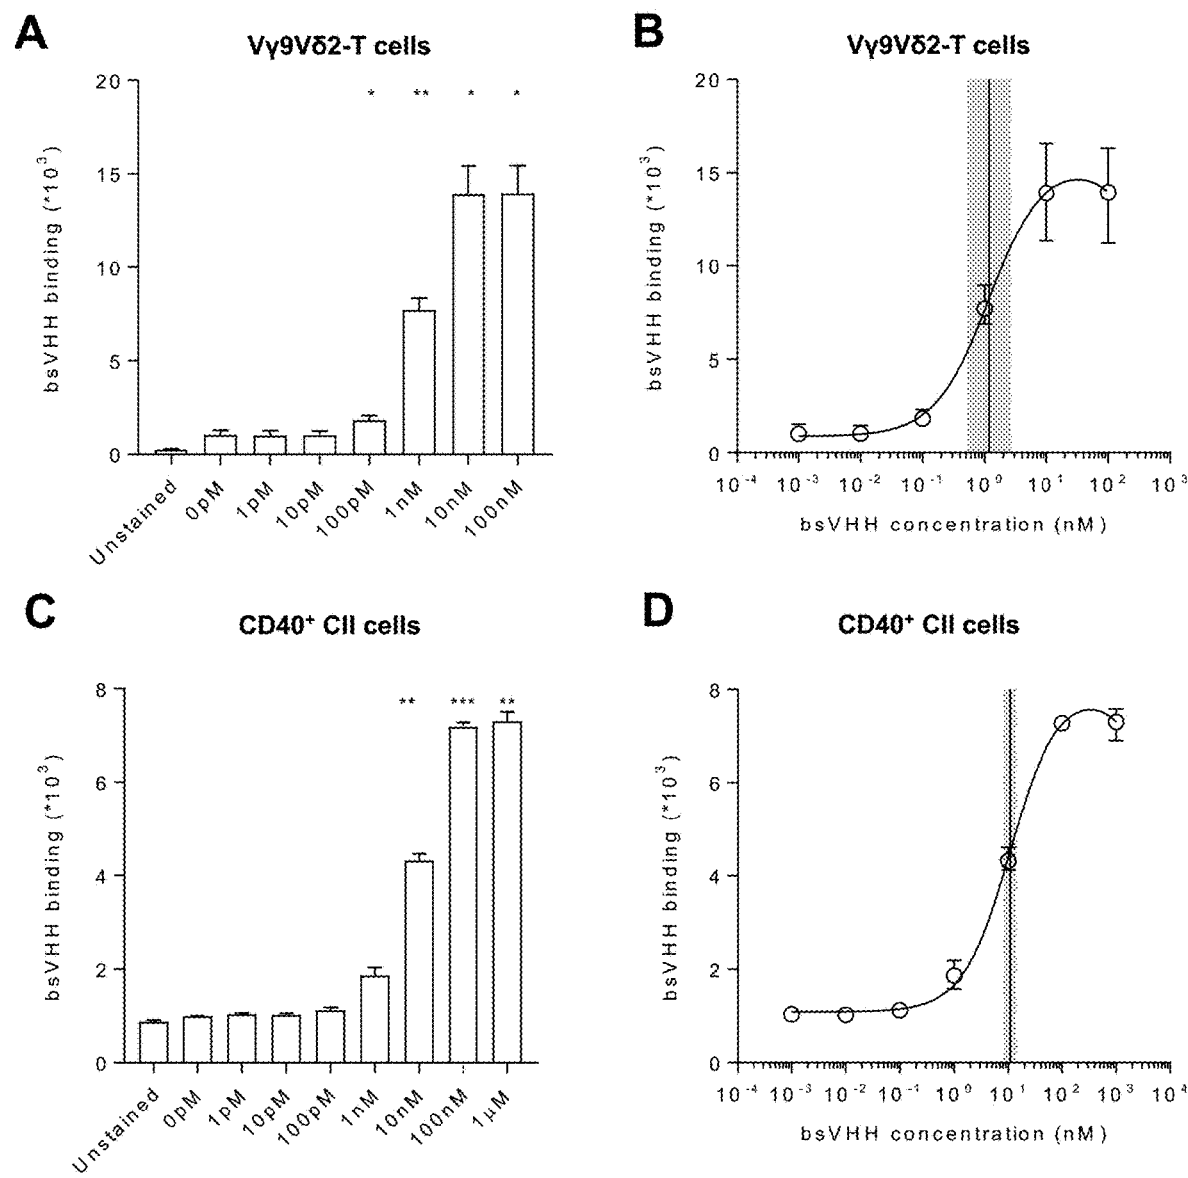 A
Vγ9Vδ2-T cells
bsVHH binding (*10³)
20
15
10
5
0
* ** * *
Unstained 0pM 1pM 10pM 100pM 1nM 10nM 100nM
B
Vγ9Vδ2-T cells
bsVHH binding (*10³)
20
15
10
5
0
10⁻⁴ 10⁻³ 10⁻² 10⁻¹ 10⁰ 10¹ 10² 10³
bsVHH concentration (nM)
C
CD40⁺ CII cells
bsVHH binding (*10³)
8
6
4
2
0
** *** **
Unstained 0pM 1pM 10pM 100pM 1nM 10nM 100nM 1μM
D
CD40⁺ CII cells
bsVHH binding (*10³)
8
6
4
2
0
10⁻⁴ 10⁻³ 10⁻² 10⁻¹ 10⁰ 10¹ 10² 10³ 10⁴
bsVHH concentration (nM)